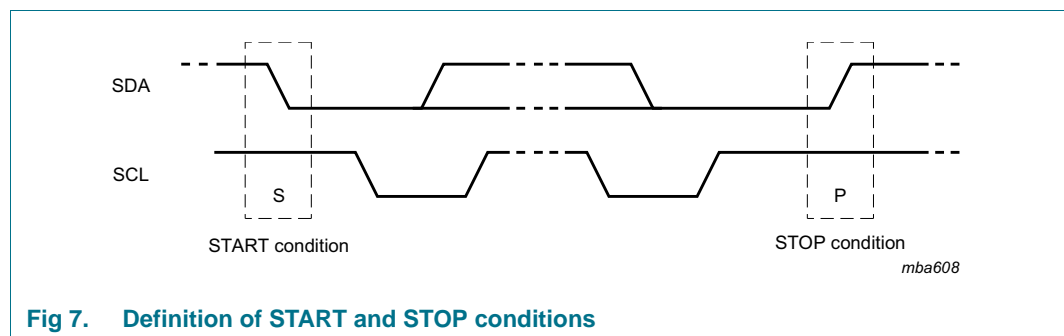 SDA
SCL
S
P
START condition
STOP condition
mba608
Fig 7. Definition of START and STOP conditions